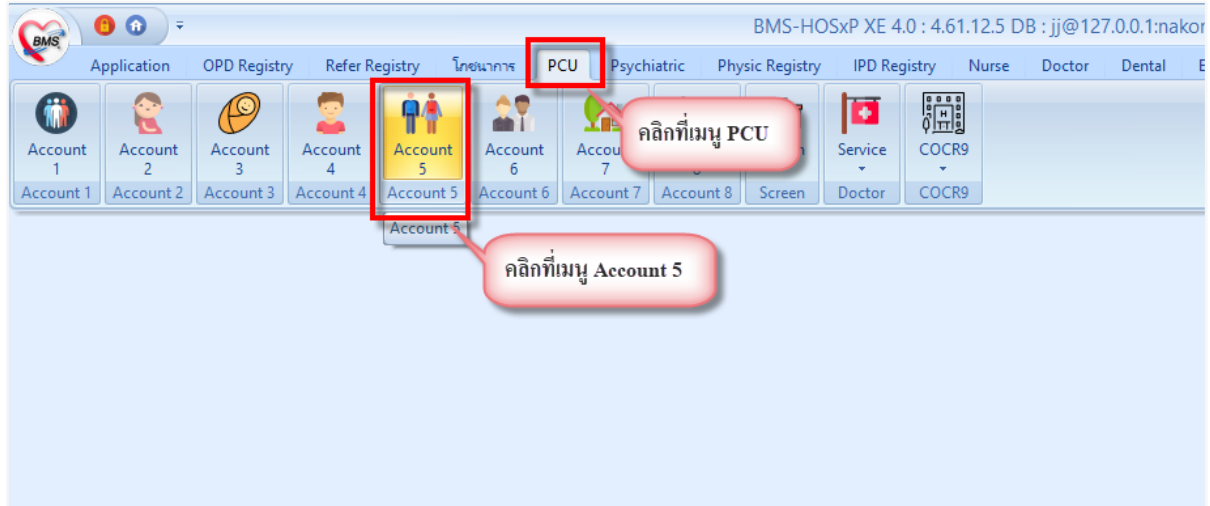 BMS
BMS-HOSxP XE 4.0 : 4.61.12.5 DB : jj@127.0.0.1:nakor
Application OPD Registry Refer Registry โภชนาการ PCU Psychiatric Physic Registry IPD Registry Nurse Doctor Dental E
Account 1
Account 2
Account 3
Account 4
Account 5
Account 6
Account 7
Service
COCR9
Account 1 Account 2 Account 3 Account 4 Account 5 Account 6 Account 7 Account 8 Screen Doctor COCR9
คลิกที่เมนู PCU
Account 5
คลิกที่เมนู Account 5